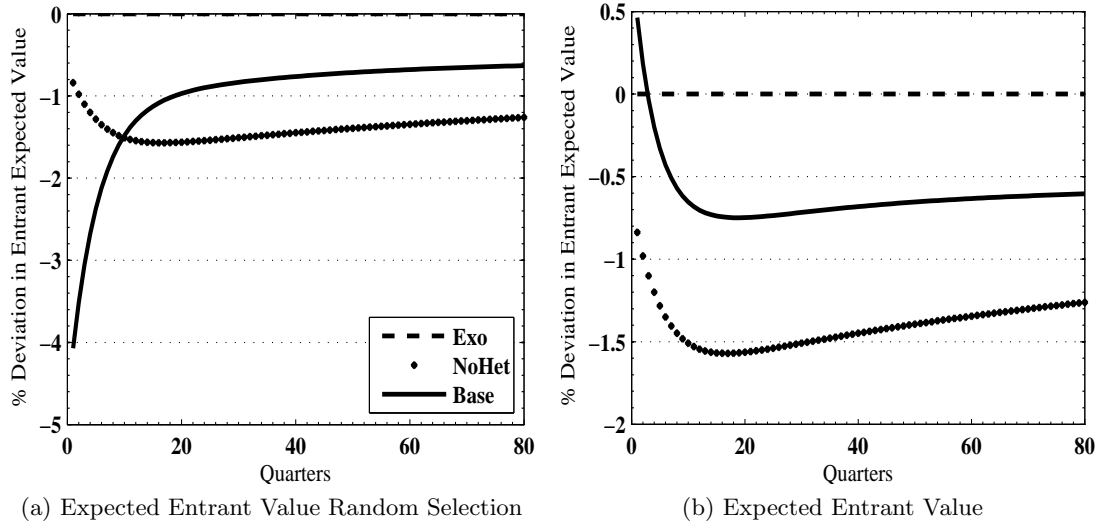 % Deviation in Entrant Expected Value
0
−1
−2
−3
−4
−5
0
20
40
60
80
Quarters
Exo
NoHet
Base
(a) Expected Entrant Value Random Selection
% Deviation in Entrant Expected Value
0.5
0
−0.5
−1
−1.5
−2
0
20
40
60
80
Quarters
(b) Expected Entrant Value